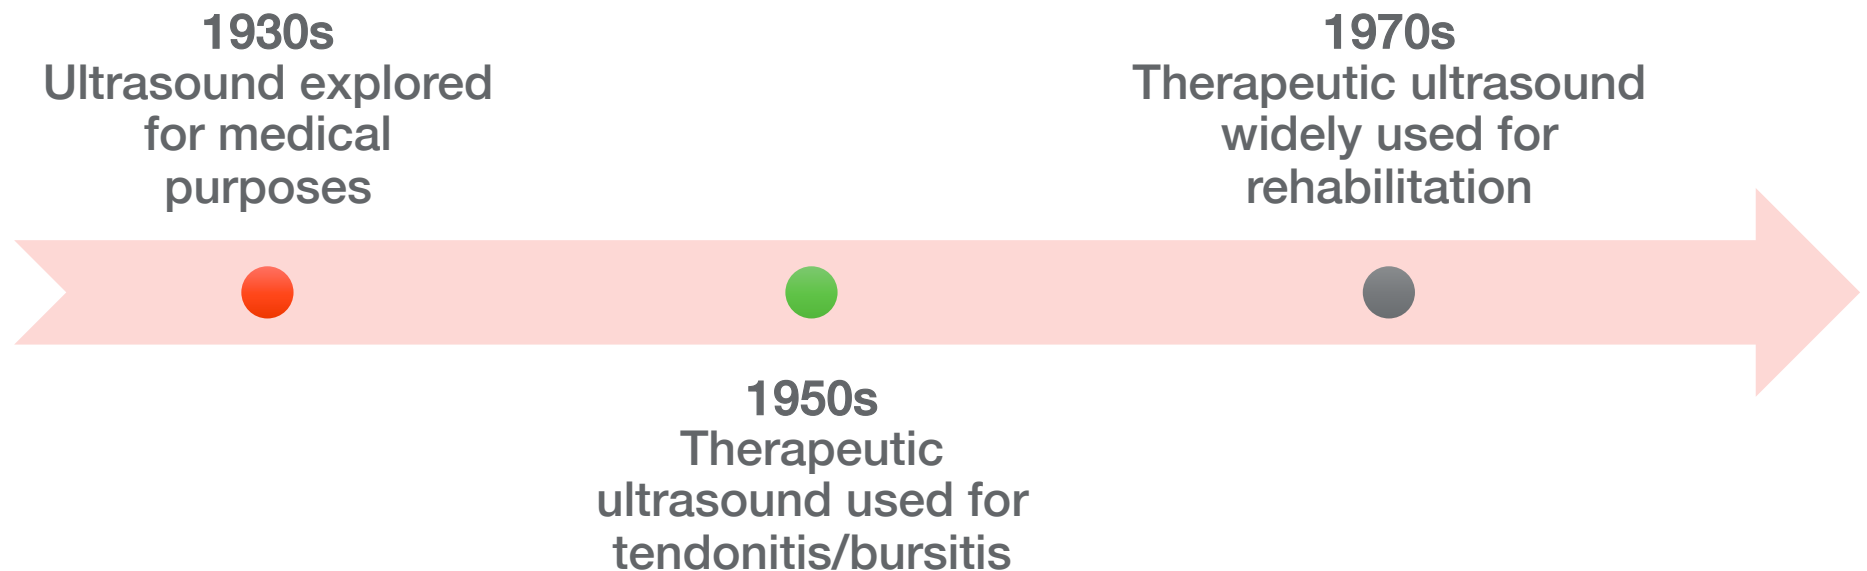 1930s
Ultrasound explored
for medical
purposes
1950s
Therapeutic
ultrasound used for
tendonitis/bursitis
1970s
Therapeutic ultrasound
widely used for
rehabilitation